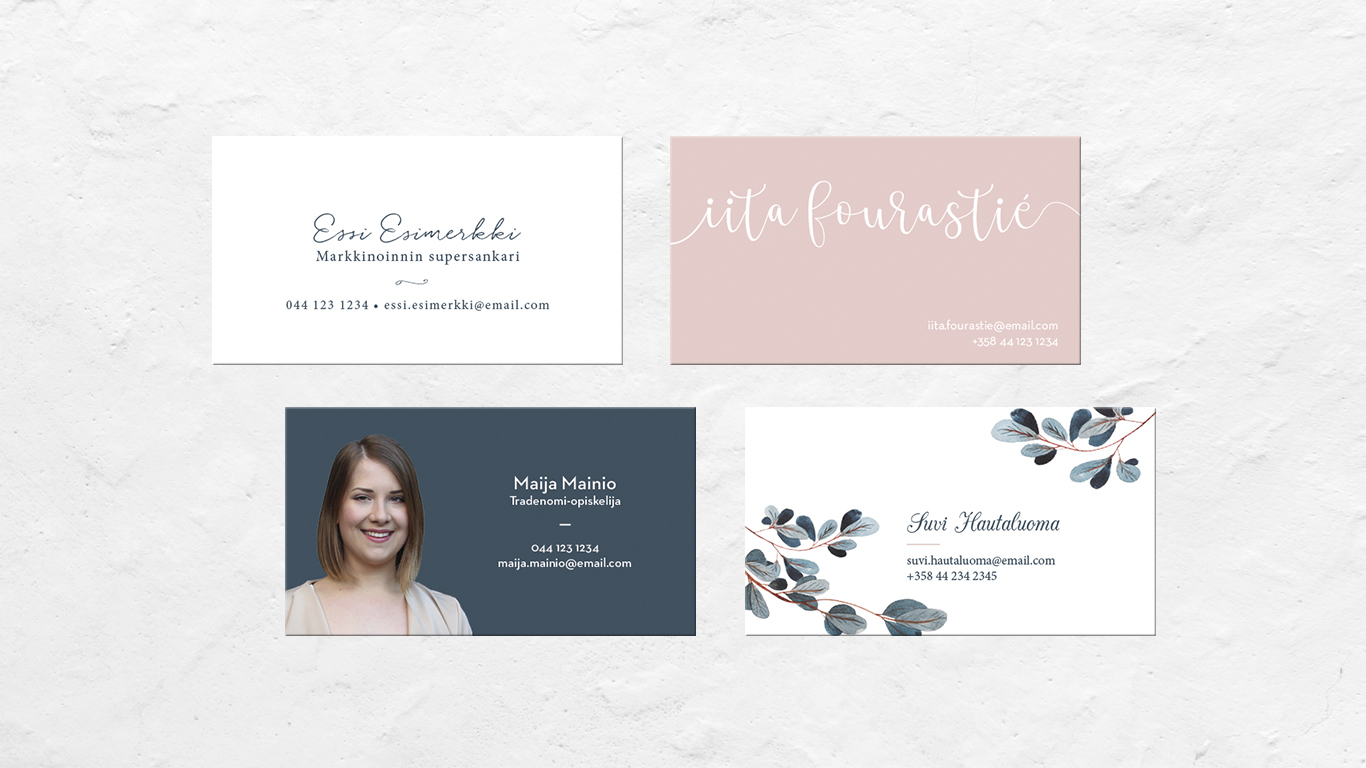 Essi Esimerkki
Markkinoinnin supersankari
044 123 1234 • essi.esimerkki@email.com
iita fourastié
iita.fourastie@email.com
+358 44 123 1234
Maija Mainio
Tradenomi-opiskelija
044 123 1234
maija.mainio@email.com
Suvi Hautaluoma
suvi.hautaluoma@email.com
+358 44 234 2345